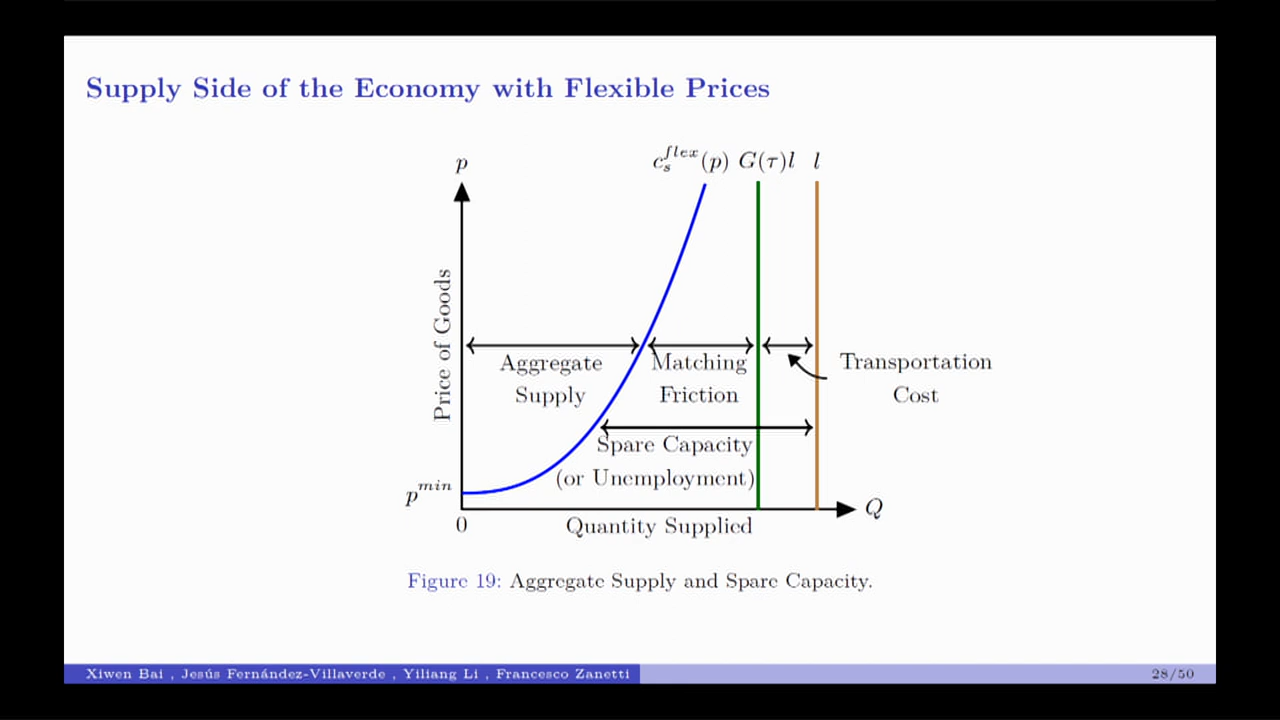 Supply Side of the Economy with Flexible Prices
p
c_s^{flex}(p) G(τ)l l
Price of Goods
Aggregate
Supply
Matching
Friction
Transportation
Cost
Spare Capacity
(or Unemployment)
p^{min}
0
Quantity Supplied
Q
Figure 19: Aggregate Supply and Spare Capacity.
Xiwen Bai , Jesús Fernández-Villaverde , Yiliang Li , Francesco Zanetti
28/50